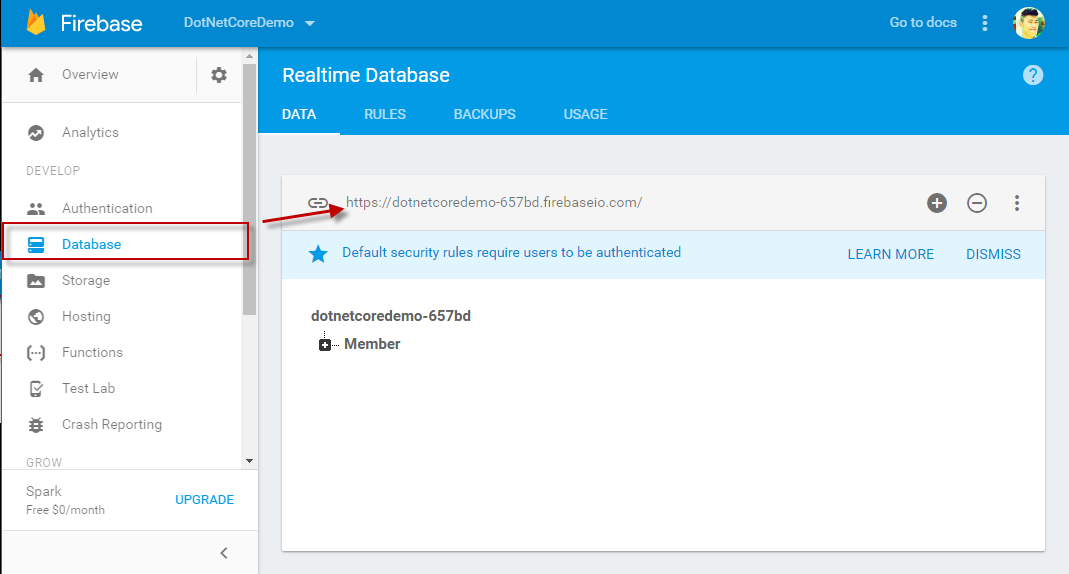 Firebase
DotNetCoreDemo
Go to docs
Overview
Analytics
DEVELOP
Authentication
Database
Storage
Hosting
Functions
Test Lab
Crash Reporting
GROW
Spark
Free $0/month
UPGRADE
Realtime Database
DATA RULES BACKUPS USAGE
https://dotnetcoredemo-657bd.firebaseio.com/
Default security rules require users to be authenticated LEARN MORE DISMISS
dotnetcoredemo-657bd
Member